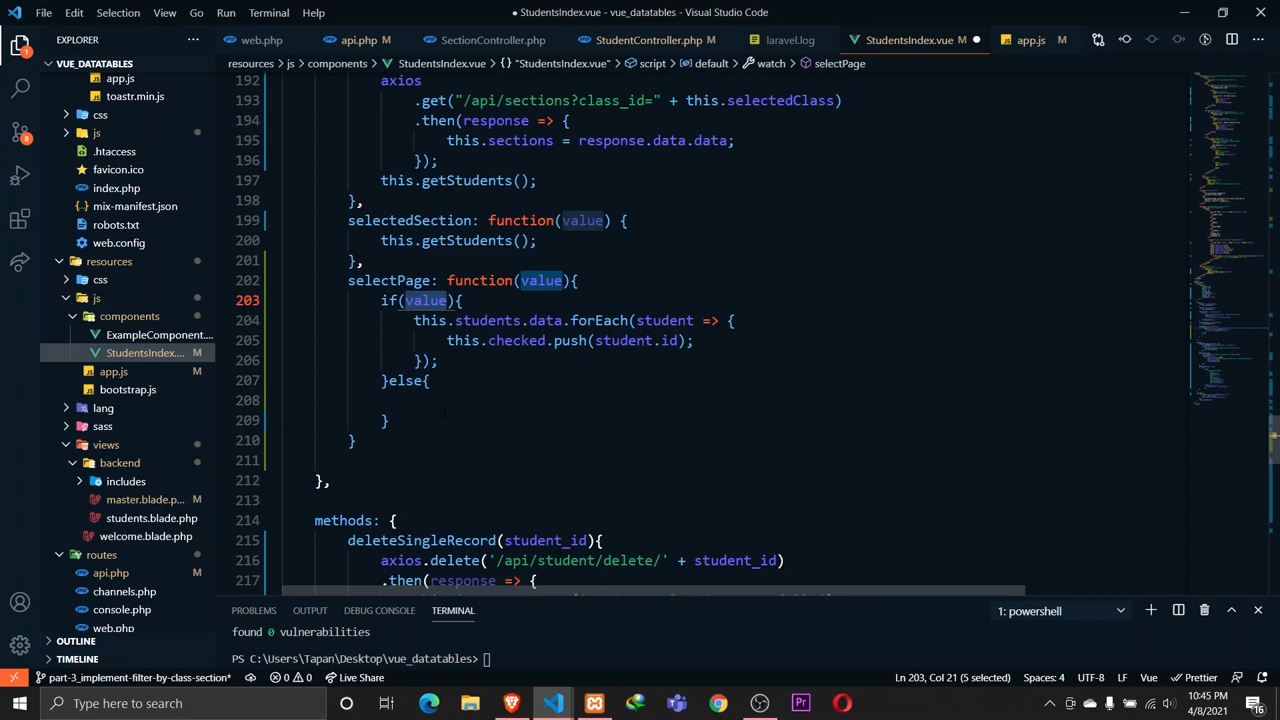 File Edit Selection View Go Run Terminal Help
● StudentsIndex.vue - vue_datatables - Visual Studio Code
EXPLORER ...
web.php api.php M SectionController.php StudentController.php M laravel.log StudentsIndex.vue M app.js M
VUE_DATATABLES
resources > js > components > StudentsIndex.vue > {} "StudentsIndex.vue" > script > default > watch > selectPage
app.js
toastr.min.js
css
js
.htaccess
favicon.ico
index.php
mix-manifest.json
robots.txt
web.config
resources
css
js
components
ExampleComponent....
StudentsIndex.... M
app.js M
bootstrap.js
lang
sass
views
backend
includes
master.blade.p... M
students.blade.php
welcome.blade.php
routes
api.php M
channels.php
console.php
web.php
OUTLINE
TIMELINE
192 axios
193 .get("/api/sections?class_id=" + this.selectedClass)
194 .then(response => {
195 this.sections = response.data.data;
196 });
197 this.getStudents();
198 },
199 selectedSection: function(value) {
200 this.getStudents();
201 },
202 selectPage: function(value){
203 if(value){
204 this.students.data.forEach(student => {
205 this.checked.push(student.id);
206 });
207 }else{
208
209 }
210 }
211
212 },
213
214 methods: {
215 deleteSingleRecord(student_id){
216 axios.delete('/api/student/delete/' + student_id)
217 .then(response => {
PROBLEMS OUTPUT DEBUG CONSOLE TERMINAL 1: powershell
found 0 vulnerabilities
PS C:\Users\Tapan\Desktop\vue_datatables>
part-3_implement-filter-by-class-section* 0 0 Live Share Ln 203, Col 21 (5 selected) Spaces: 4 UTF-8 LF Vue Prettier
Type here to search
10:45 PM
4/8/2021
1
8
16